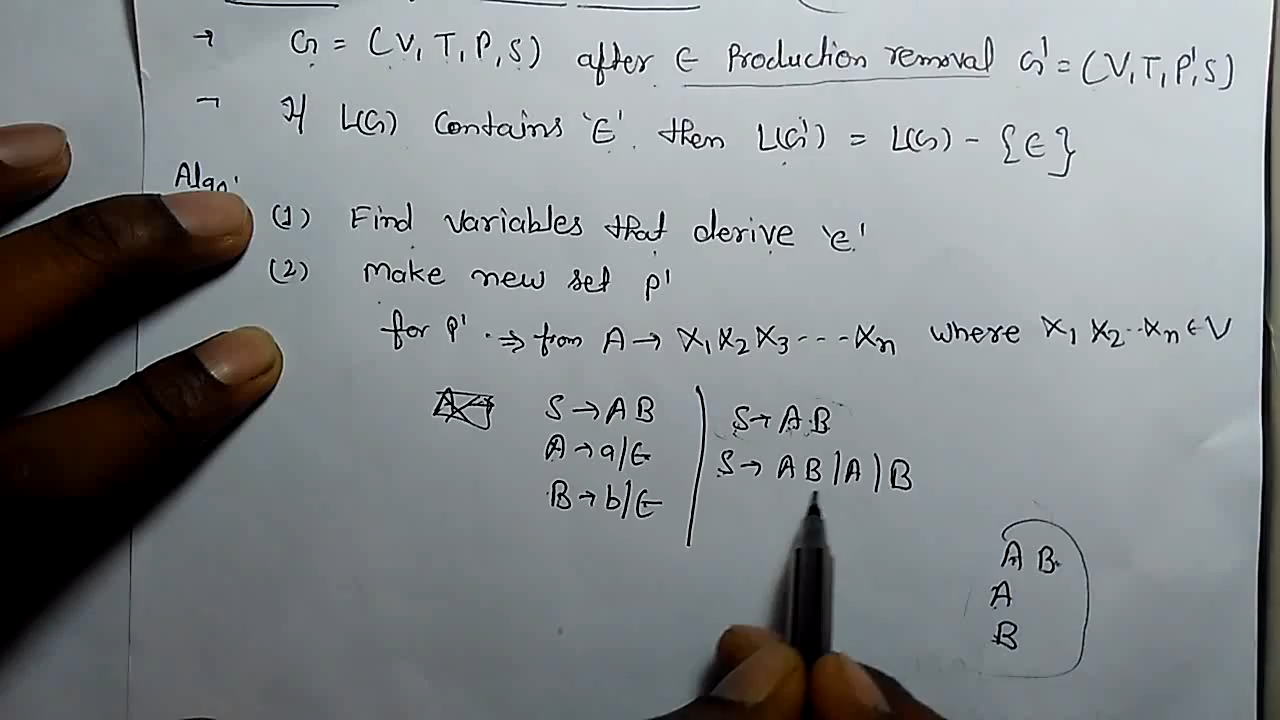 → G = (V, T, P, S) after ∈ Production removal G' = (V, T, P', S)
→ If L(G) Contains '∈' then L(G') = L(G) - {∈}
Algo:
(1) Find variables that derive '∈'
(2) Make new set P'
for P' ⇒ from A → X₁ X₂ X₃ --- Xn where X₁ X₂ -- Xn ∈ V
S → A B
A → a/∈
B → b/∈
S → A B
S → A B | A | B
A B
A
B